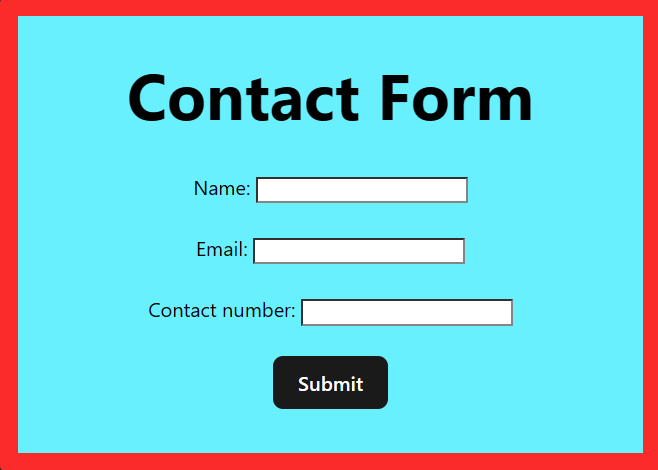 Contact Form
Name:
Email:
Contact number:
Submit